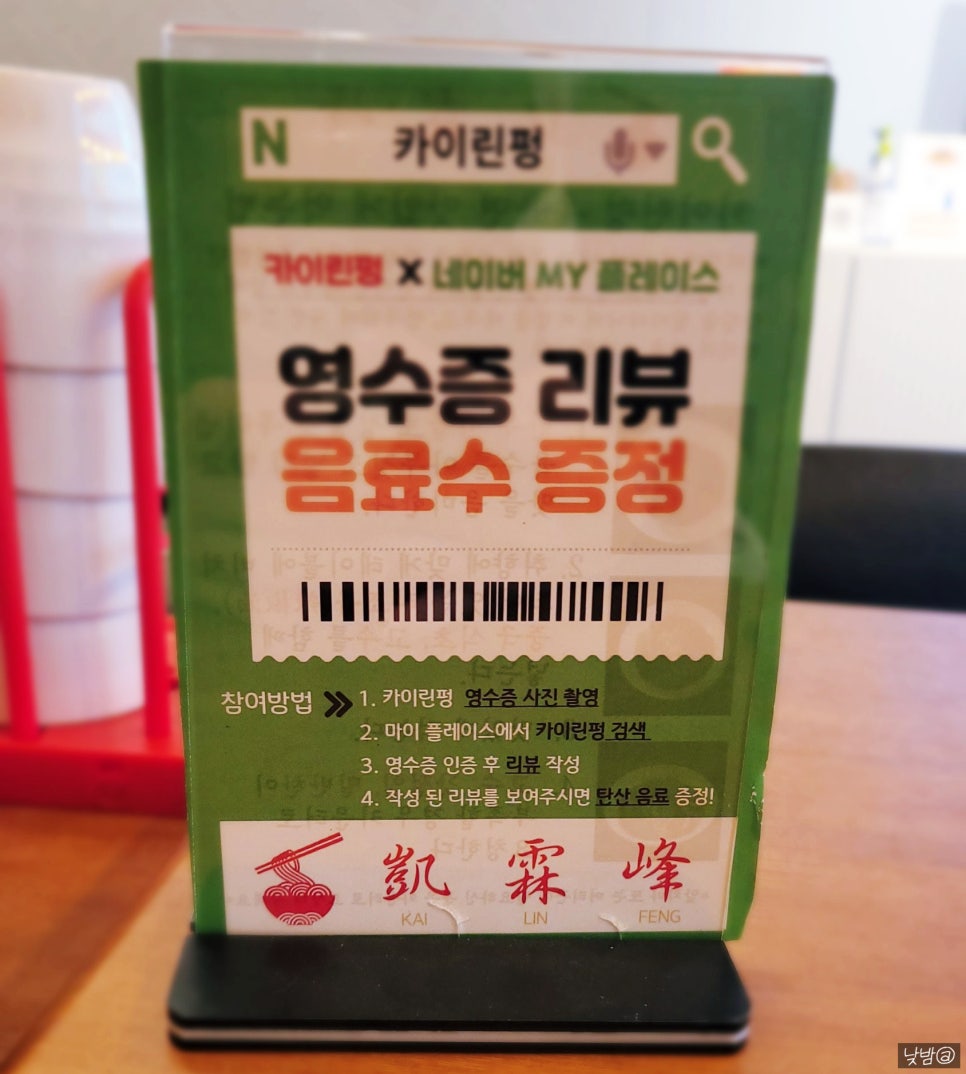 N 카이린펑
카이린펑 X 네이버 MY 플레이스
영수증 리뷰
음료수 증정
참여방법 1. 카이린펑 영수증 사진 촬영
2. 마이 플레이스에서 카이린펑 검색
3. 영수증 인증 후 리뷰 작성
4. 작성 된 리뷰를 보여주시면 탄산 음료 증정!
凱 霖 峰
KAI LIN FENG
낮밤@